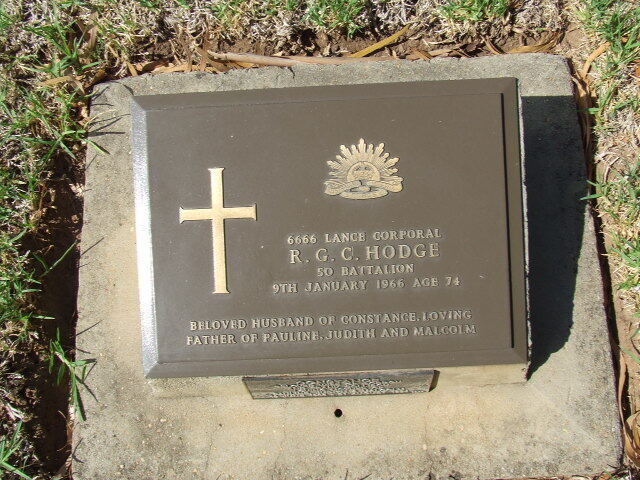 6666 LANCE CORPORAL
R. G. C. HODGE
50 BATTALION
9TH JANUARY 1966 AGE 74
BELOVED HUSBAND OF CONSTANCE, LOVING
FATHER OF PAULINE, JUDITH AND MALCOLM